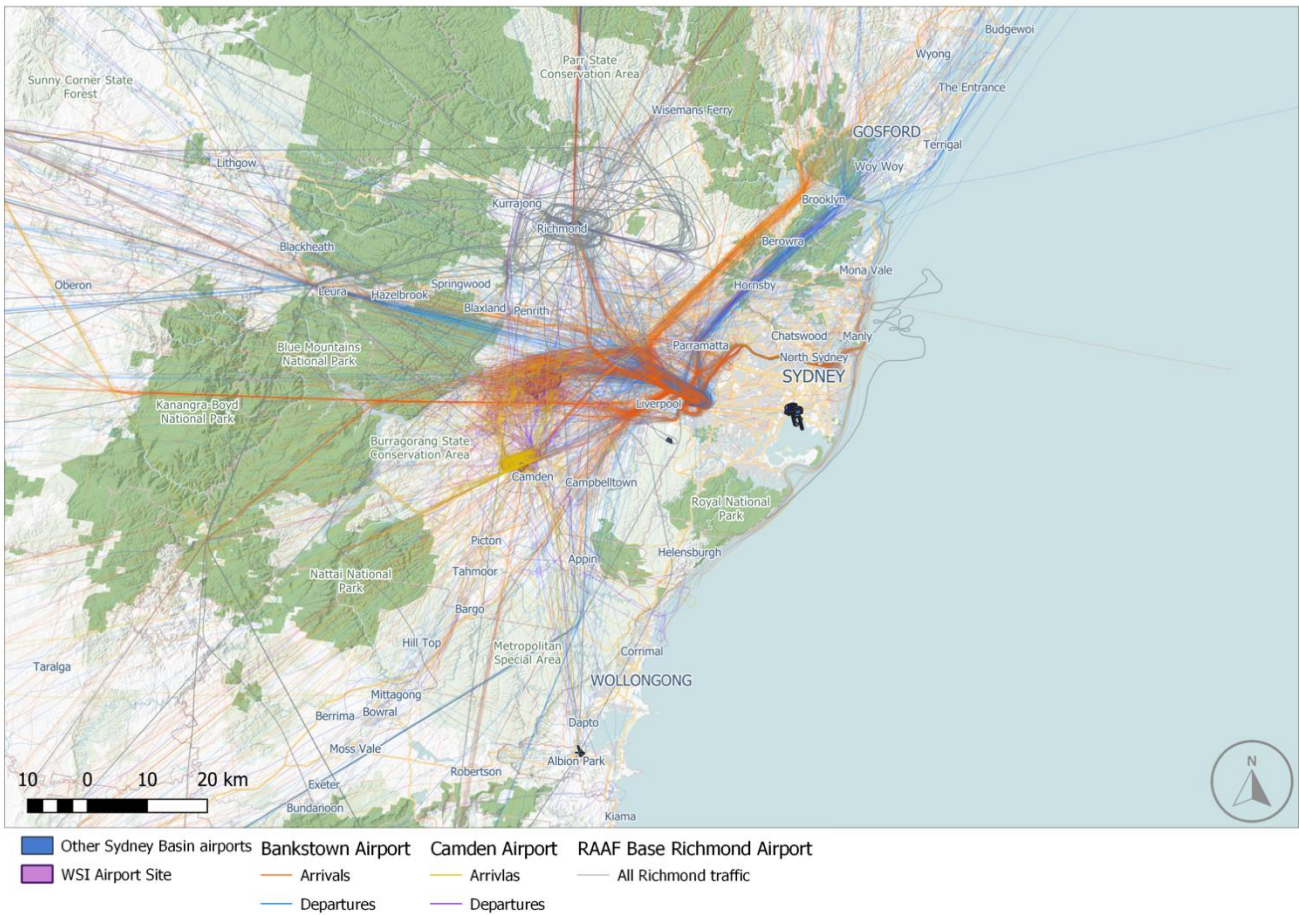 Budgewoi
Wyong
Parr State
Conservation Area
Sunny Corner State
Forest
The Entrance
Wisemans Ferry
GOSFORD
Terrigal
Lithgow
Woy Woy
Kurrajong
Brooklyn
Richmond
Berowra
Blackheath
Mona Vale
Oberon
Springwood
Hornsby
Leura
Hazelbrook
Blaxland
Penrith
Chatswood
Manly
Parramatta
Blue Mountains
National Park
North Sydney
SYDNEY
Liverpool
Kanangra-Boyd
National Park
Burragorang State
Conservation Area
Camden
Campbelltown
Royal National
Park
Picton
Helensburgh
Appin
Tahmoor
Nattai National
Park
Bargo
Hill Top
Metropolitan
Special Area
Corrimal
Taralga
WOLLONGONG
Mittagong
Berrima
Bowral
Dapto
Moss Vale
Albion Park
Robertson
Exeter
Bundanoon
Kiama
10 0 10 20 km
N
Other Sydney Basin airports
WSI Airport Site
Bankstown Airport
Arrivals
Departures
Camden Airport
Arrivlas
Departures
RAAF Base Richmond Airport
All Richmond traffic